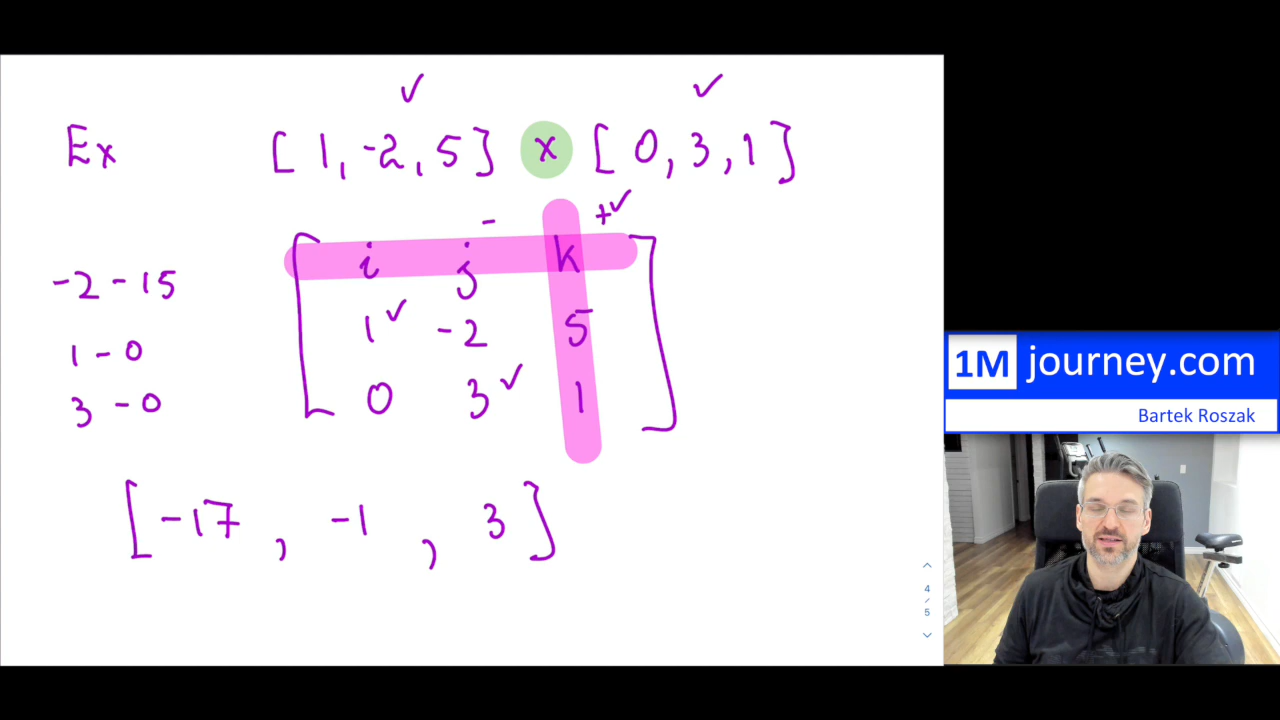 Ex [ 1, -2, 5 ] x [ 0, 3, 1 ]
- +
i j k
1 -2 5
0 3 1
-2 - 15
1 - 0
3 - 0
[ -17 , -1 , 3 ]
1M journey.com
Bartek Roszak
4
/
5